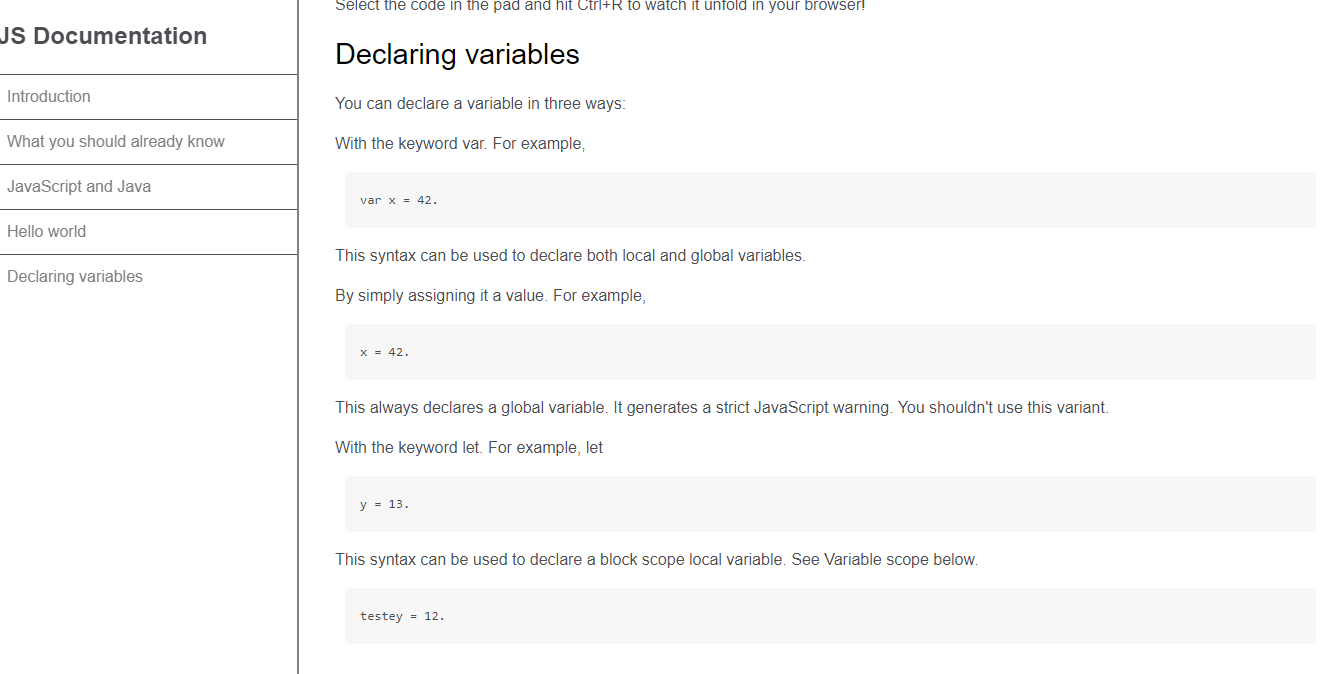 JS Documentation
Introduction
What you should already know
JavaScript and Java
Hello world
Declaring variables
Select the code in the pad and hit Ctrl+R to watch it unfold in your browser!
Declaring variables
You can declare a variable in three ways:
With the keyword var. For example,
var x = 42.
This syntax can be used to declare both local and global variables.
By simply assigning it a value. For example,
x = 42.
This always declares a global variable. It generates a strict JavaScript warning. You shouldn't use this variant.
With the keyword let. For example, let
y = 13.
This syntax can be used to declare a block scope local variable. See Variable scope below.
testey = 12.